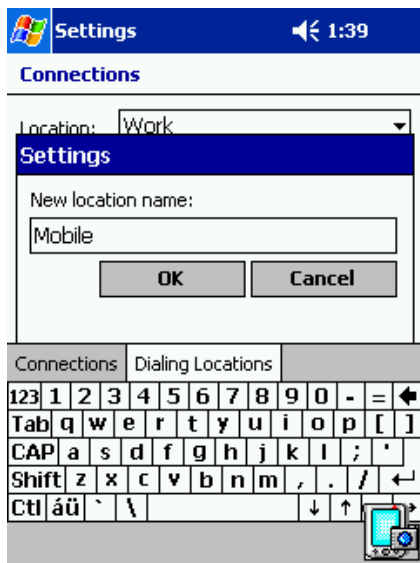 Settings 1:39
Connections
Location: Work
Settings
New location name:
Mobile
OK Cancel
Connections Dialing Locations
123 1 2 3 4 5 6 7 8 9 0 - = 
Tab q w e r t y u i o p [ ]
CAP a s d f g h j k l ; '
Shift z x c v b n m , . / ↵
Ctl áü ` \ ↓ ↑